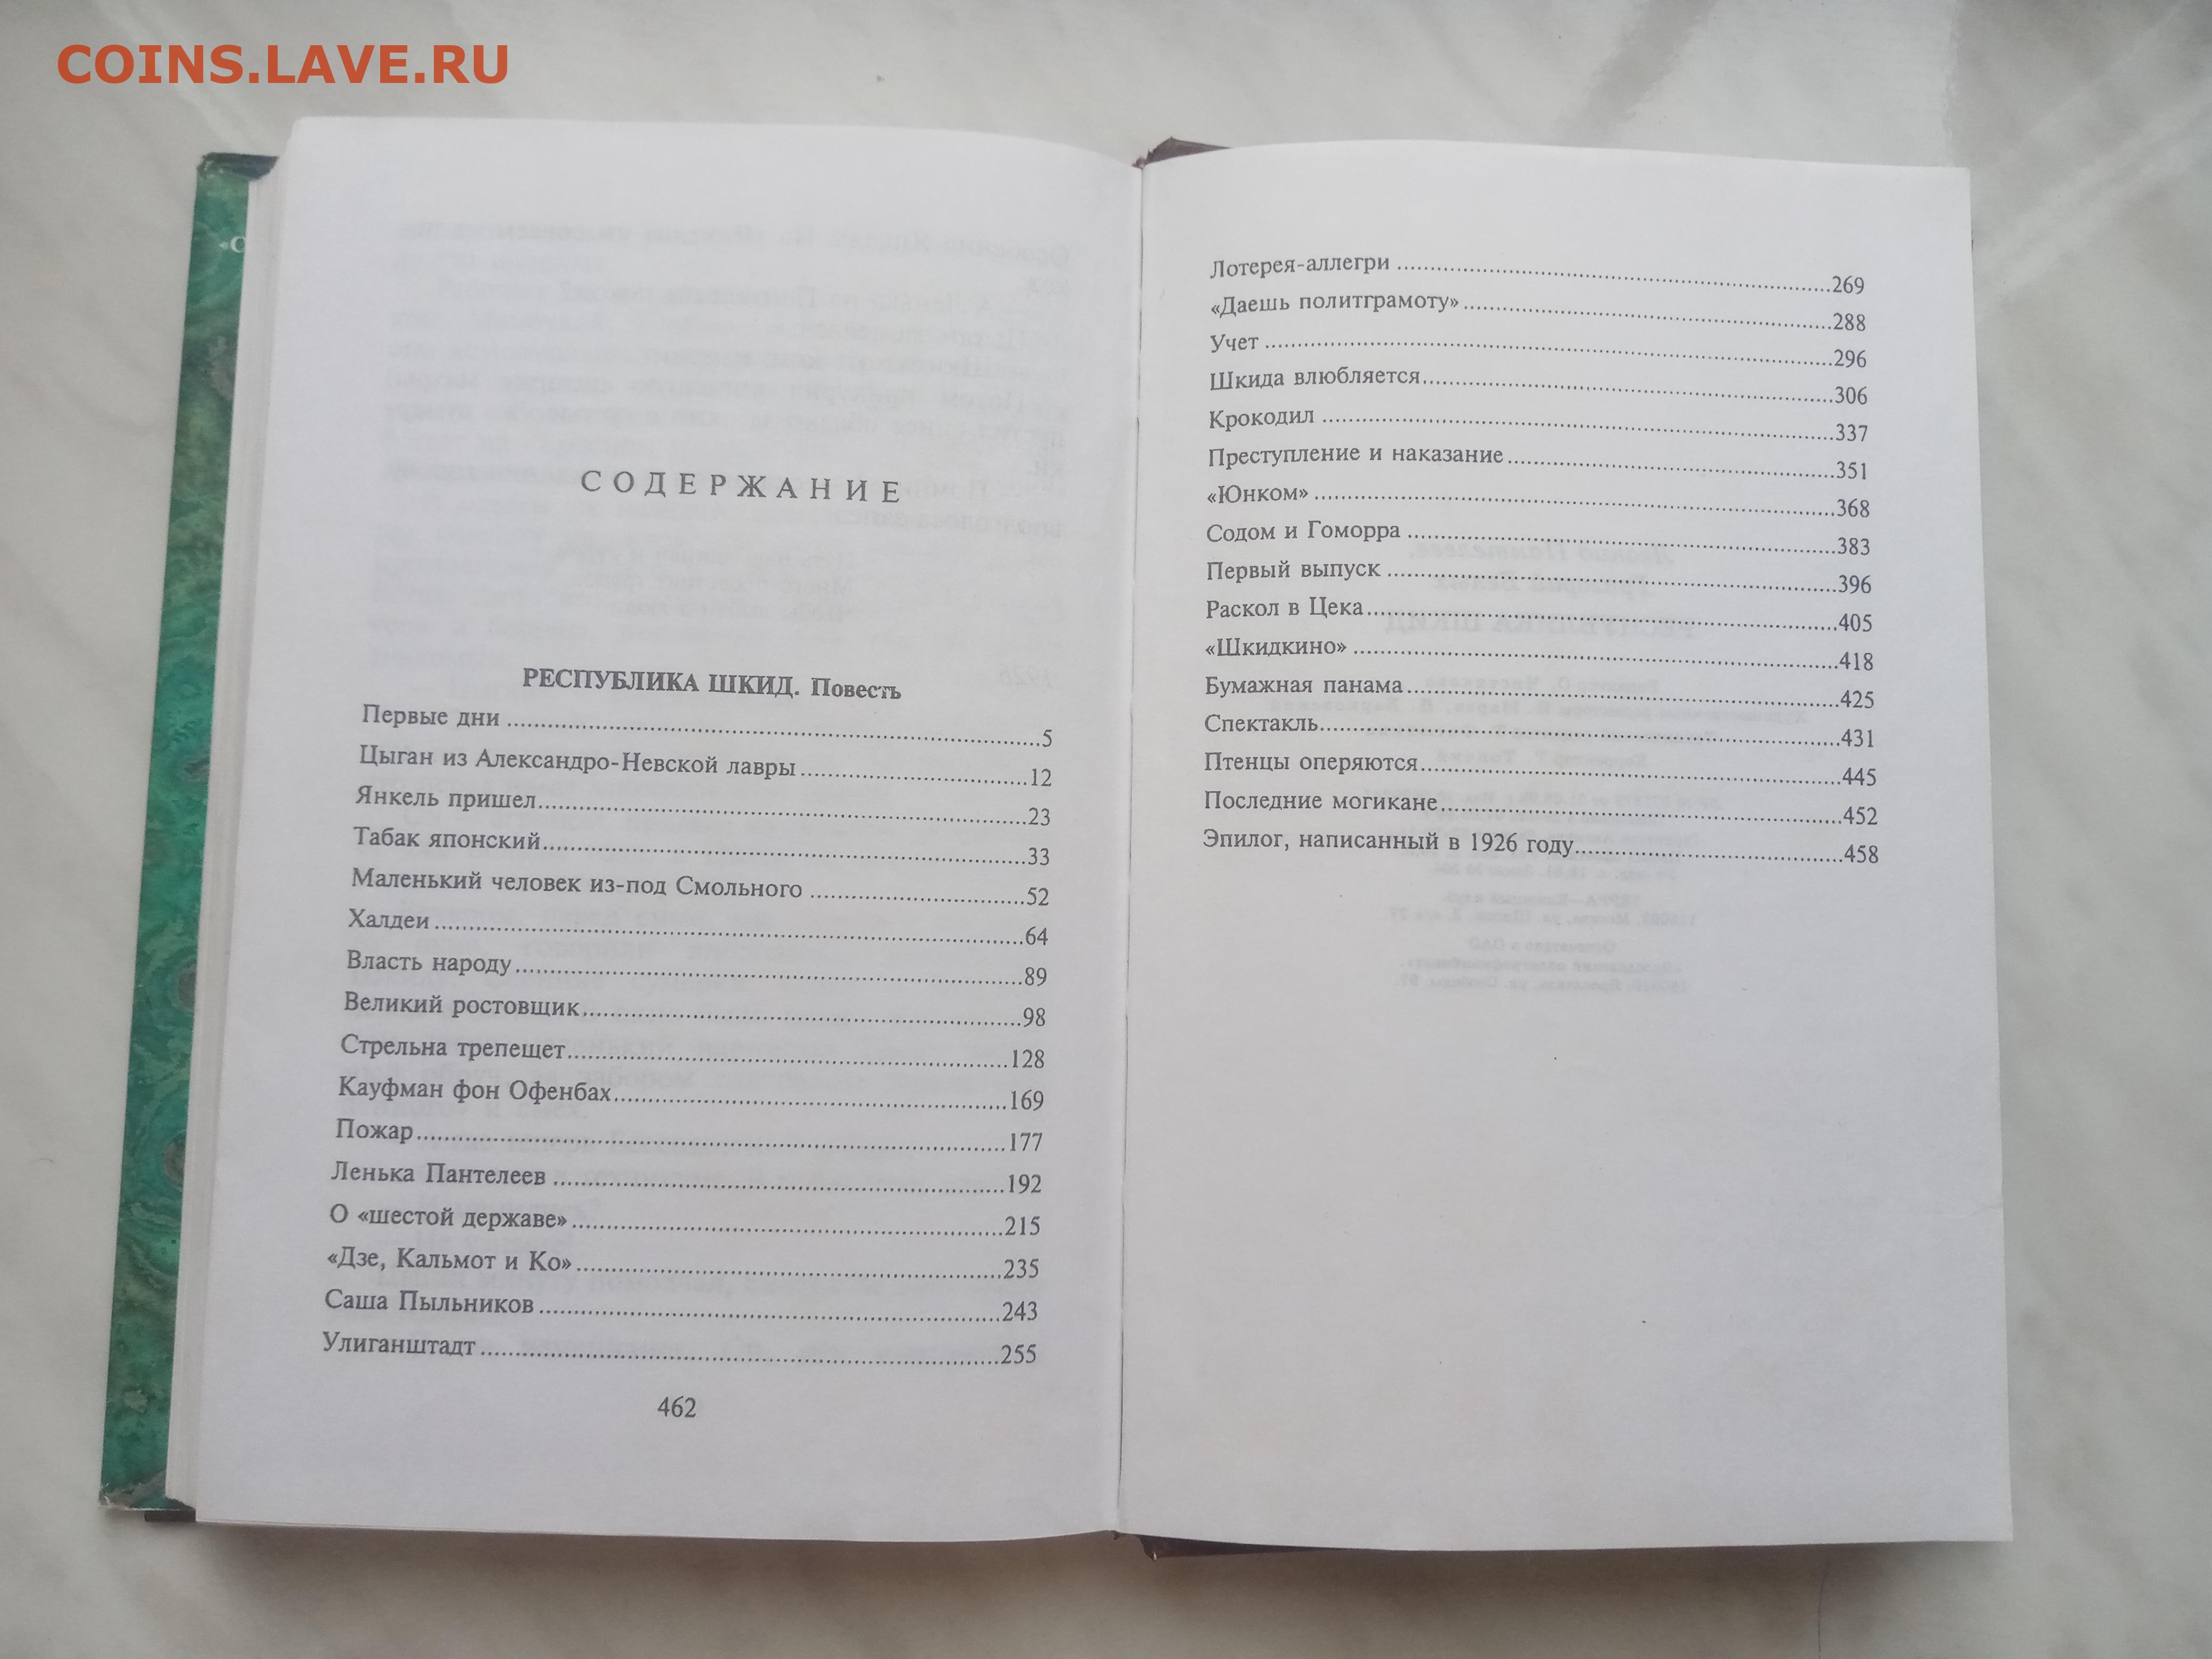 COINS.LAVE.RU
СОДЕРЖАНИЕ
РЕСПУБЛИКА ШКИД. Повесть
Первые дни ........ 5
Цыган из Александро-Невской лавры ........ 12
Янкель пришел ........ 23
Табак японский ........ 33
Маленький человек из-под Смольного ........ 52
Халдеи ........ 64
Власть народу ........ 89
Великий ростовщик ........ 98
Стрельна трепещет ........ 128
Кауфман фон Офенбах ........ 169
Пожар ........ 177
Ленька Пантелеев ........ 192
О «шестой державе» ........ 215
«Дзе, Кальмот и Ко» ........ 235
Саша Пыльников ........ 243
Улиганштадт ........ 255
462
Лотерея-аллегри ........ 269
«Даешь политграмоту» ........ 288
Учет ........ 296
Шкида влюбляется ........ 306
Крокодил ........ 337
Преступление и наказание ........ 351
«Юнком» ........ 368
Содом и Гоморра ........ 383
Первый выпуск ........ 396
Раскол в Цека ........ 405
«Шкидкино» ........ 418
Бумажная панама ........ 425
Спектакль ........ 431
Птенцы оперяются ........ 445
Последние могикане ........ 452
Эпилог, написанный в 1926 году ........ 458